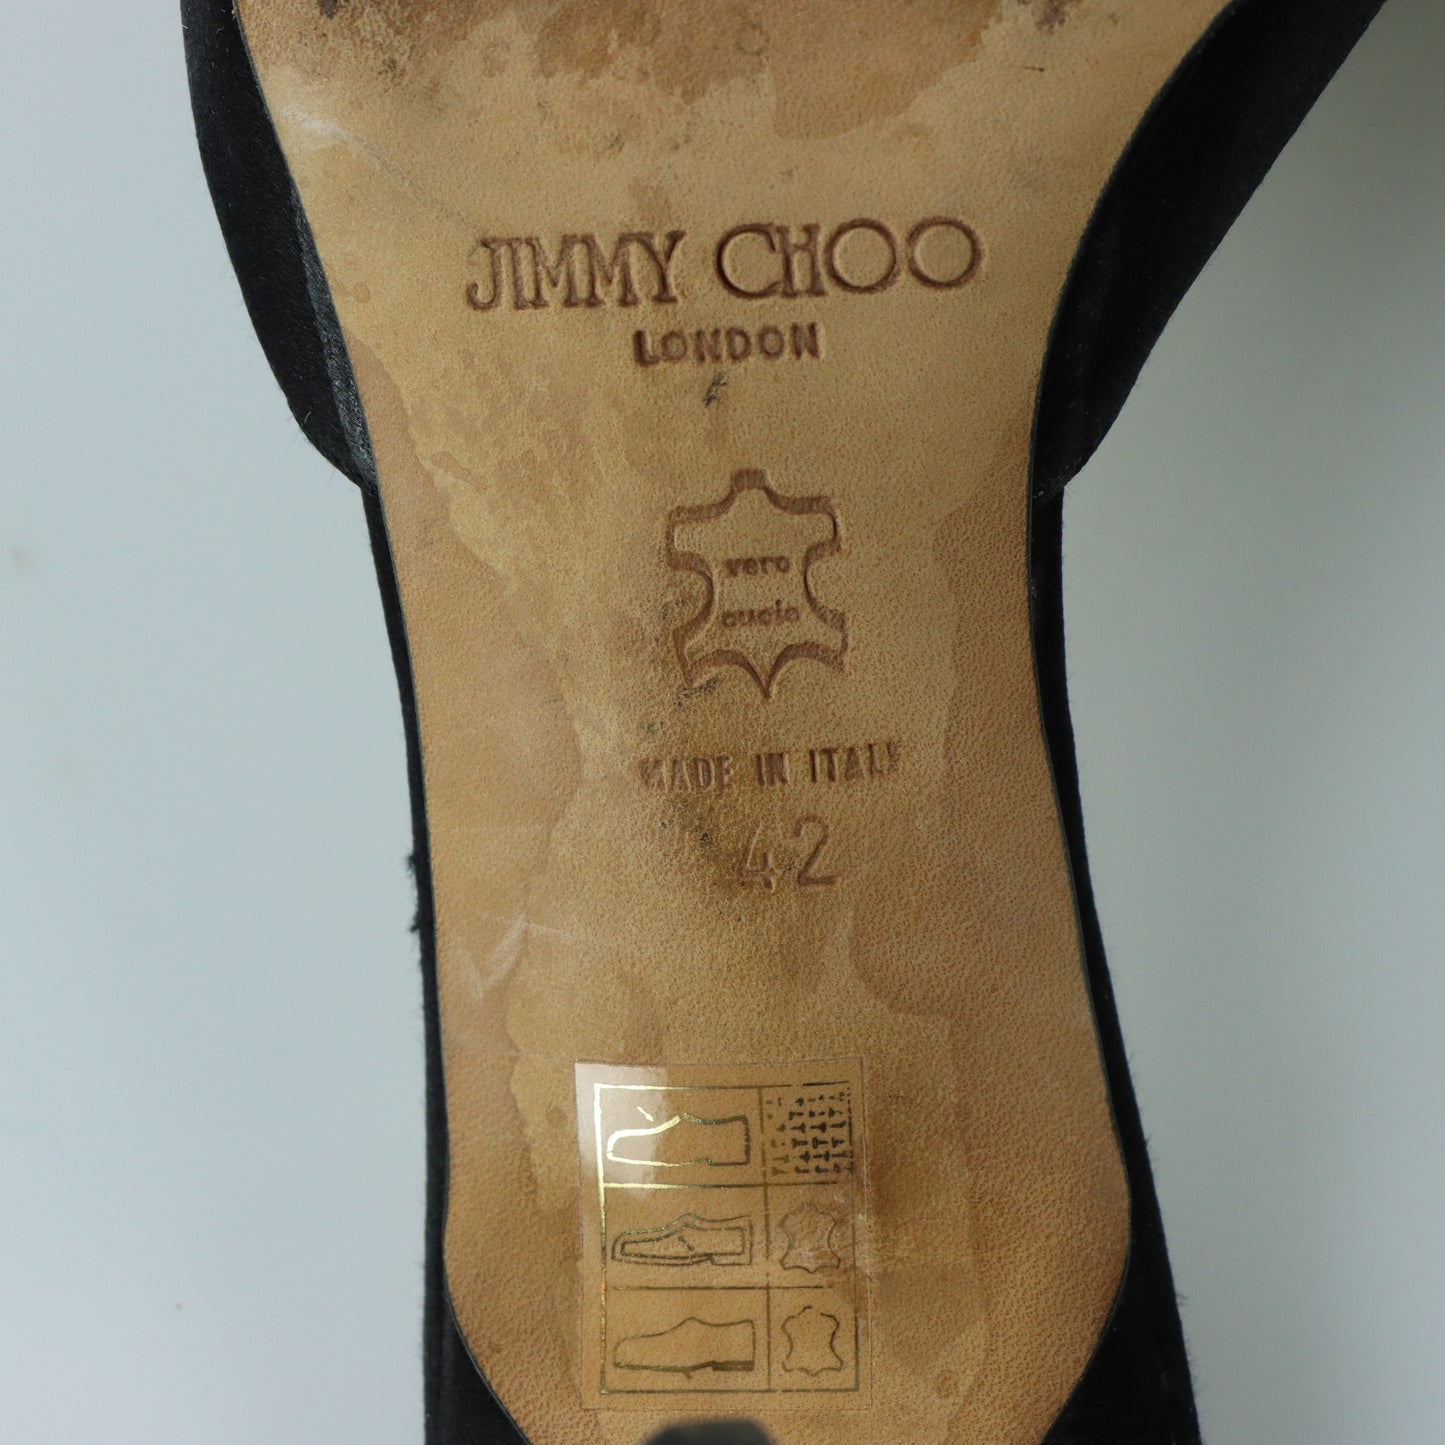 JIMMY CHOO
LONDON
vero
cuoio
MADE IN ITALY
42